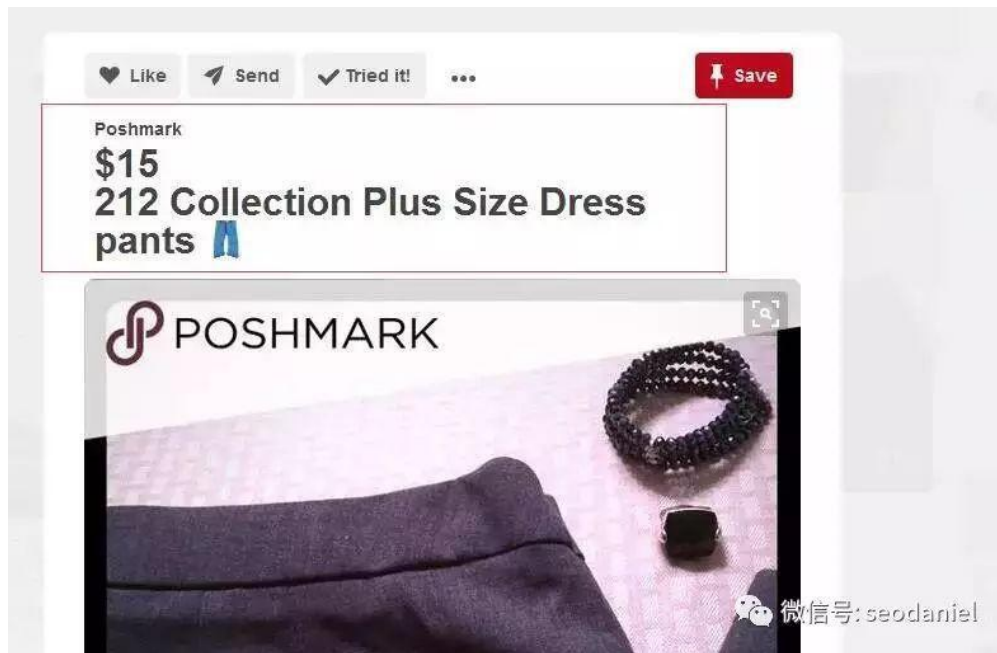 Like Send Tried it! ••• Save
Poshmark
$15
212 Collection Plus Size Dress
pants 👖
POSHMARK
微信号: seodaniel